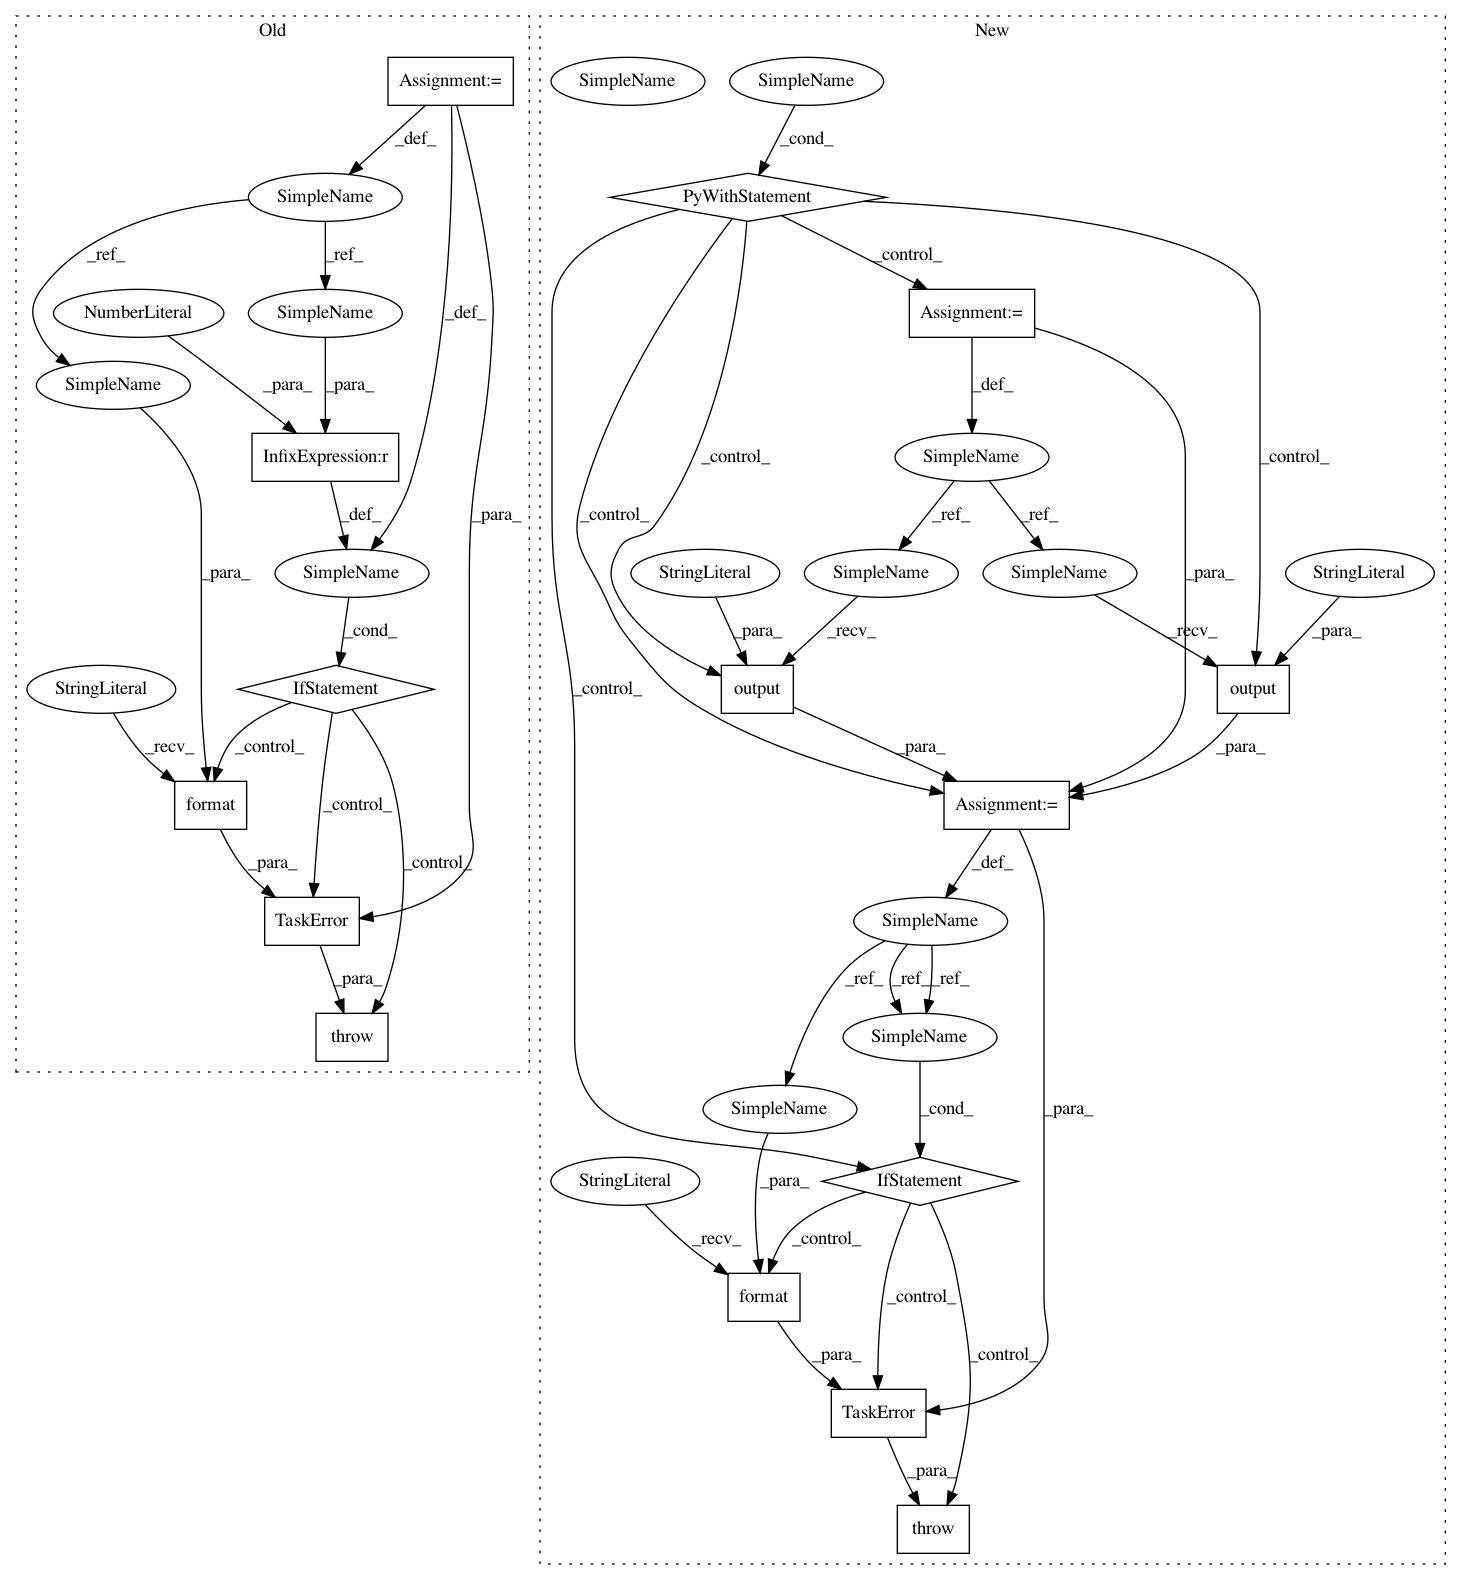 Old
New
Assignment:=
SimpleName
SimpleName
_def_
_cond_
SimpleName
PyWithStatement
_ref_
_ref_
_control_
NumberLiteral
SimpleName
_def_
Assignment:=
SimpleName
_para_
_para_
_def_
InfixExpression:r
_control_
SimpleName
_control_
_def_
_para_
_control_
_ref_
_ref_
_para_
SimpleName
StringLiteral
SimpleName
SimpleName
_para_
StringLiteral
_cond_
_para_
_recv_
_recv_
_para_
StringLiteral
IfStatement
_control_
output
output
_recv_
_control_
_para_
_para_
format
Assignment:=
_para_
_control_
_control_
_def_
TaskError
SimpleName
_para_
_ref_
_ref_
_ref_
throw
SimpleName
SimpleName
_cond_
_para_
StringLiteral
_para_
IfStatement
_recv_
_control_
format
_control_
_para_
_control_
TaskError
_para_
throw